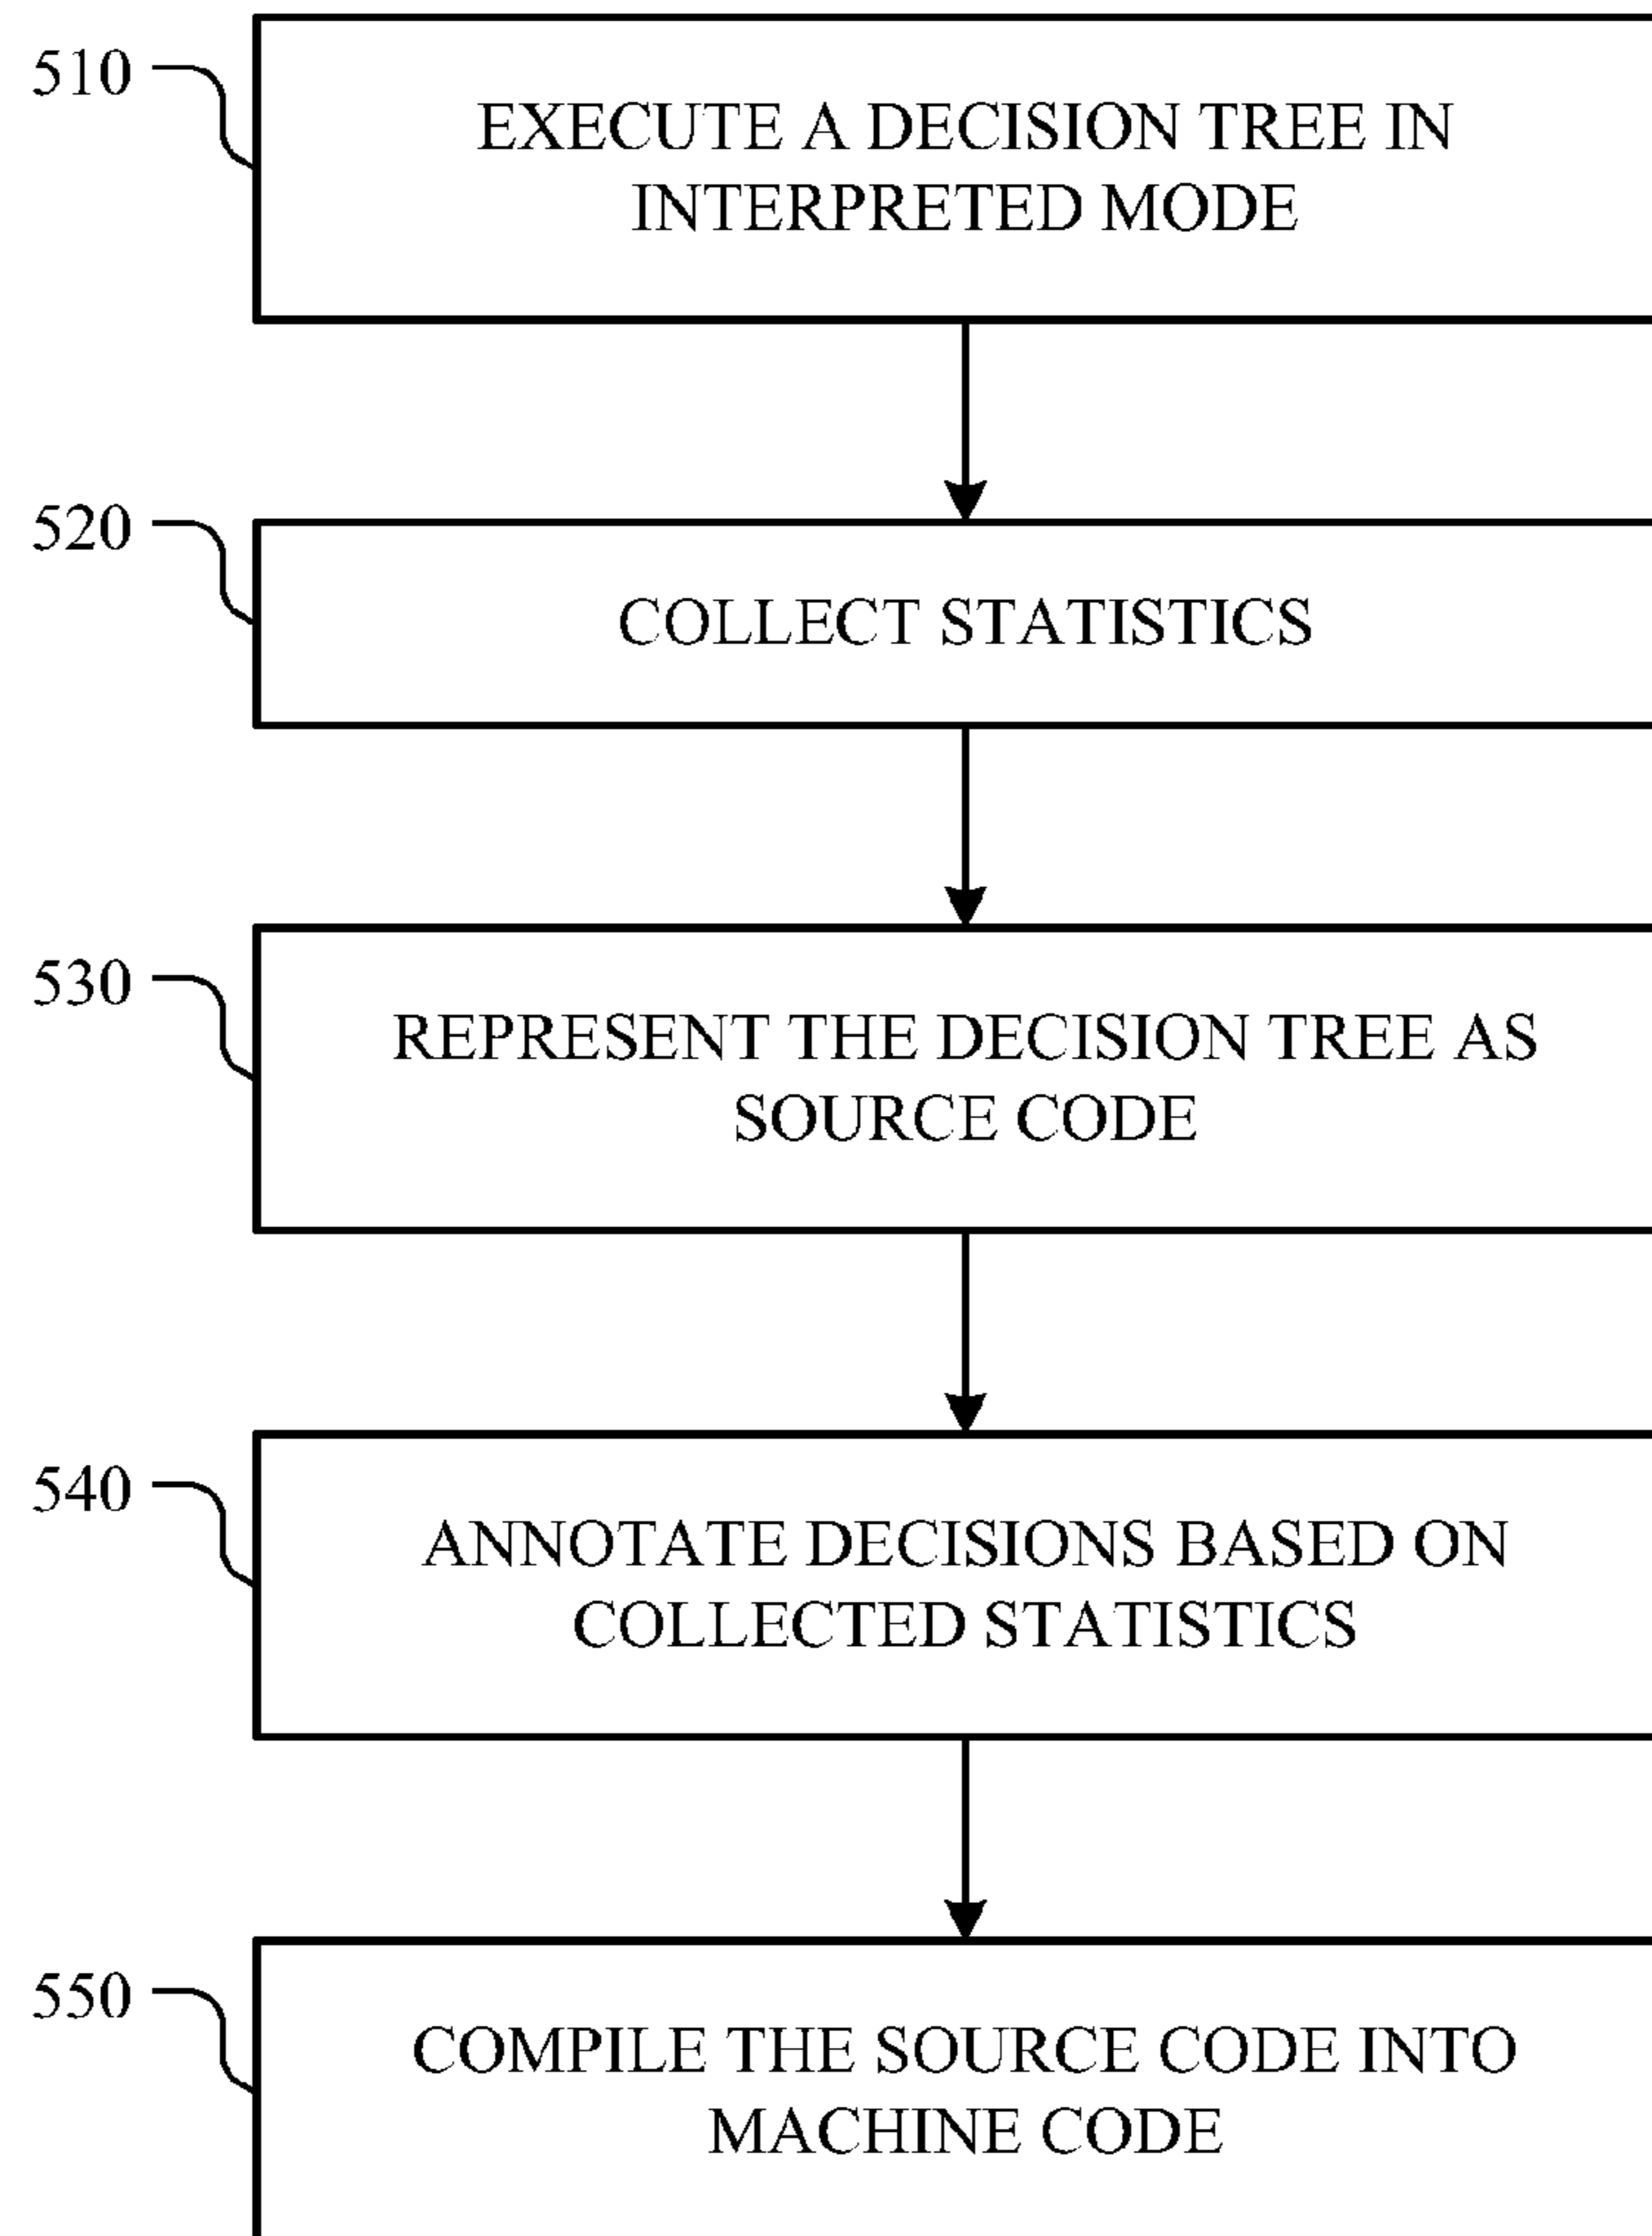 510
EXECUTE A DECISION TREE IN
INTERPRETED MODE
520
COLLECT STATISTICS
530
REPRESENT THE DECISION TREE AS
SOURCE CODE
540
ANNOTATE DECISIONS BASED ON
COLLECTED STATISTICS
550
COMPILE THE SOURCE CODE INTO
MACHINE CODE